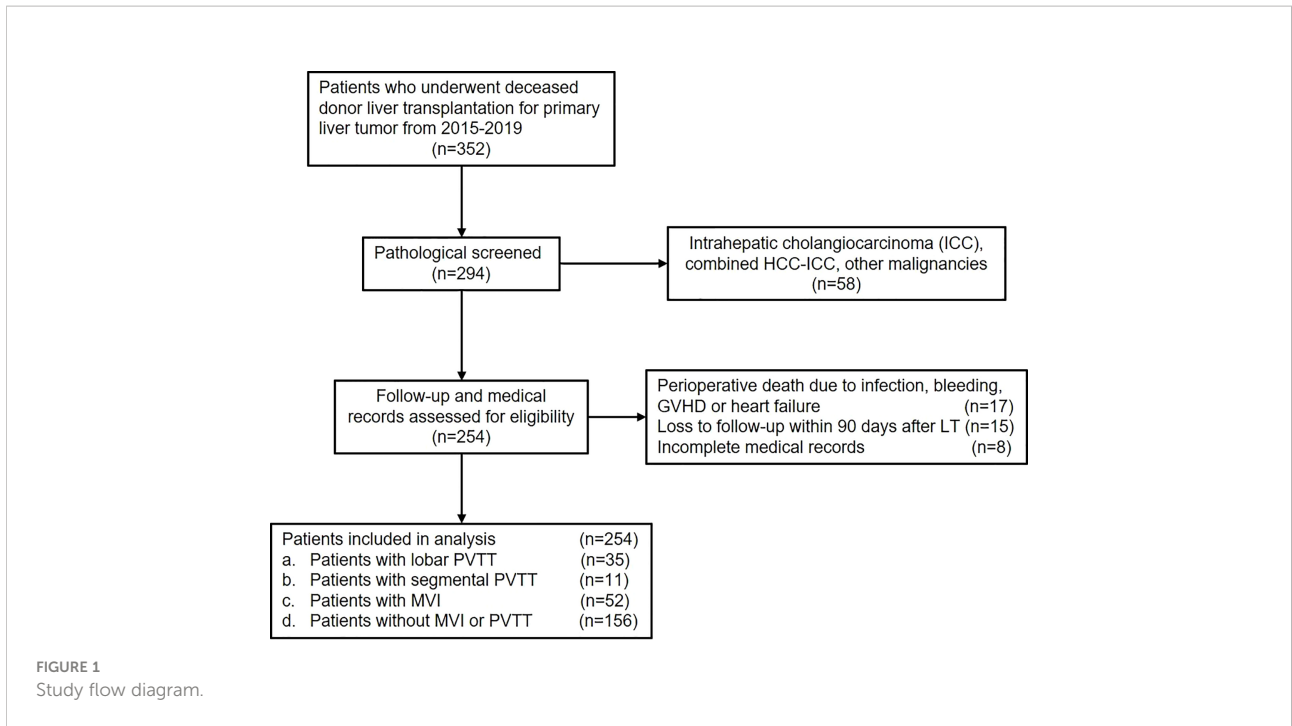 Patients who underwent deceased
donor liver transplantation for primary
liver tumor from 2015-2019
(n=352)
Pathological screened
(n=294)
Intrahepatic cholangiocarcinoma (ICC),
combined HCC-ICC, other malignancies
(n=58)
Follow-up and medical
records assessed for eligibility
(n=254)
Perioperative death due to infection, bleeding,
GVHD or heart failure (n=17)
Loss to follow-up within 90 days after LT (n=15)
Incomplete medical records (n=8)
Patients included in analysis (n=254)
a. Patients with lobar PVTT (n=35)
b. Patients with segmental PVTT (n=11)
c. Patients with MVI (n=52)
d. Patients without MVI or PVTT (n=156)
FIGURE 1
Study flow diagram.